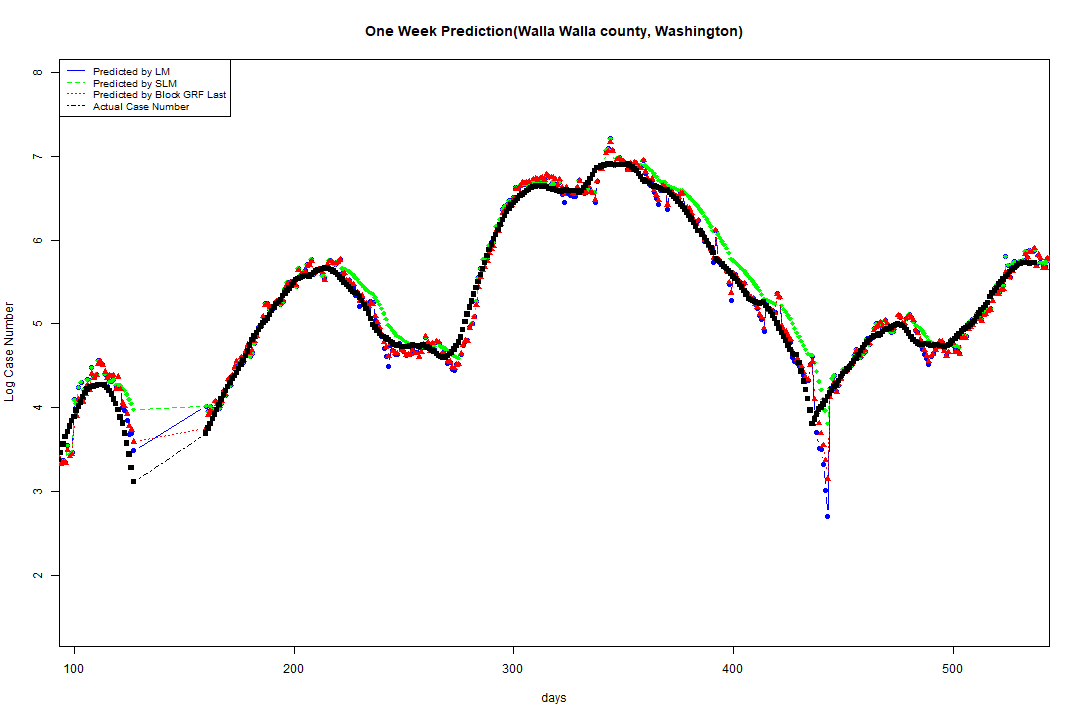 One Week Prediction(Walla Walla county, Washington)
Predicted by LM
Predicted by SLM
Predicted by Block GRF Last
Actual Case Number
8
7
6
5
4
3
2
Log Case Number
100 200 300 400 500
days